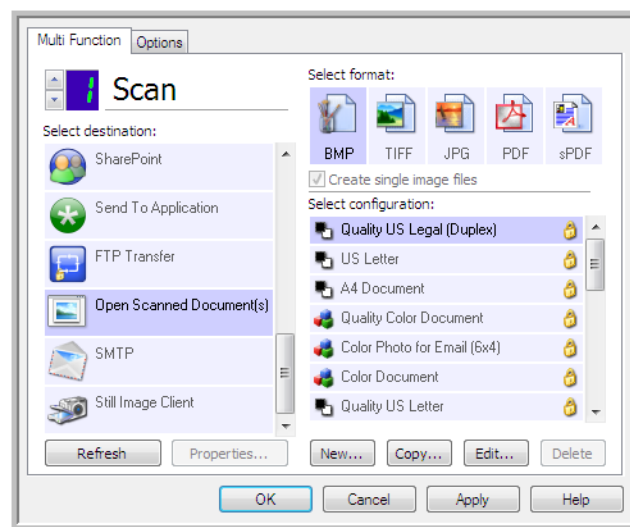 Multi Function
Options
1
Scan
Select destination:
SharePoint
Send To Application
FTP Transfer
Open Scanned Document(s)
SMTP
Still Image Client
Refresh
Properties...
Select format:
BMP
TIFF
JPG
PDF
sPDF
Create single image files
Select configuration:
Quality US Legal (Duplex)
US Letter
A4 Document
Quality Color Document
Color Photo for Email (6x4)
Color Document
Quality US Letter
New...
Copy...
Edit...
Delete
OK
Cancel
Apply
Help